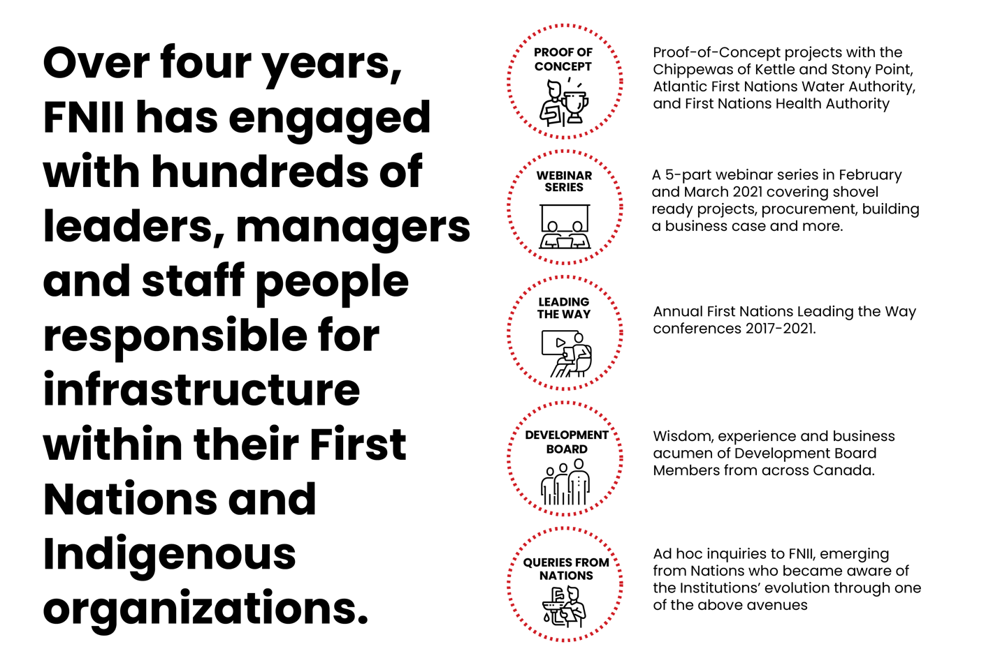 Over four years,
FNII has engaged
with hundreds of
leaders, managers
and staff people
responsible for
infrastructure
within their First
Nations and
Indigenous
organizations.
PROOF OF
CONCEPT
Proof-of-Concept projects with the
Chippewas of Kettle and Stony Point,
Atlantic First Nations Water Authority,
and First Nations Health Authority
WEBINAR
SERIES
A 5-part webinar series in February
and March 2021 covering shovel
ready projects, procurement, building
a business case and more.
LEADING
THE WAY
Annual First Nations Leading the Way
conferences 2017-2021.
DEVELOPMENT
BOARD
Wisdom, experience and business
acumen of Development Board
Members from across Canada.
QUERIES FROM
NATIONS
Ad hoc inquiries to FNII, emerging
from Nations who became aware of
the Institutions’ evolution through one
of the above avenues